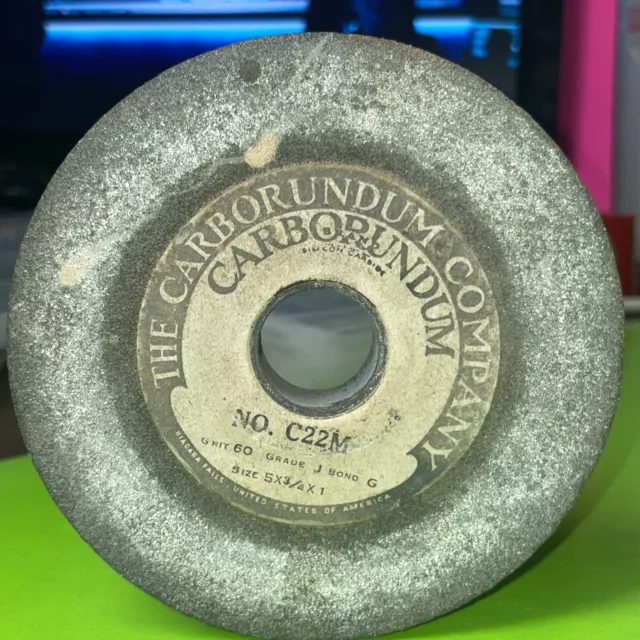 THE CARBORUNDUM COMPANY
CARBORUNDUM
BRAND
SILICON CARBIDE
NO. C22M
GRIT 60 GRADE J BOND G
SIZE 5X3/4X1
NIAGARA FALLS, UNITED STATES OF AMERICA